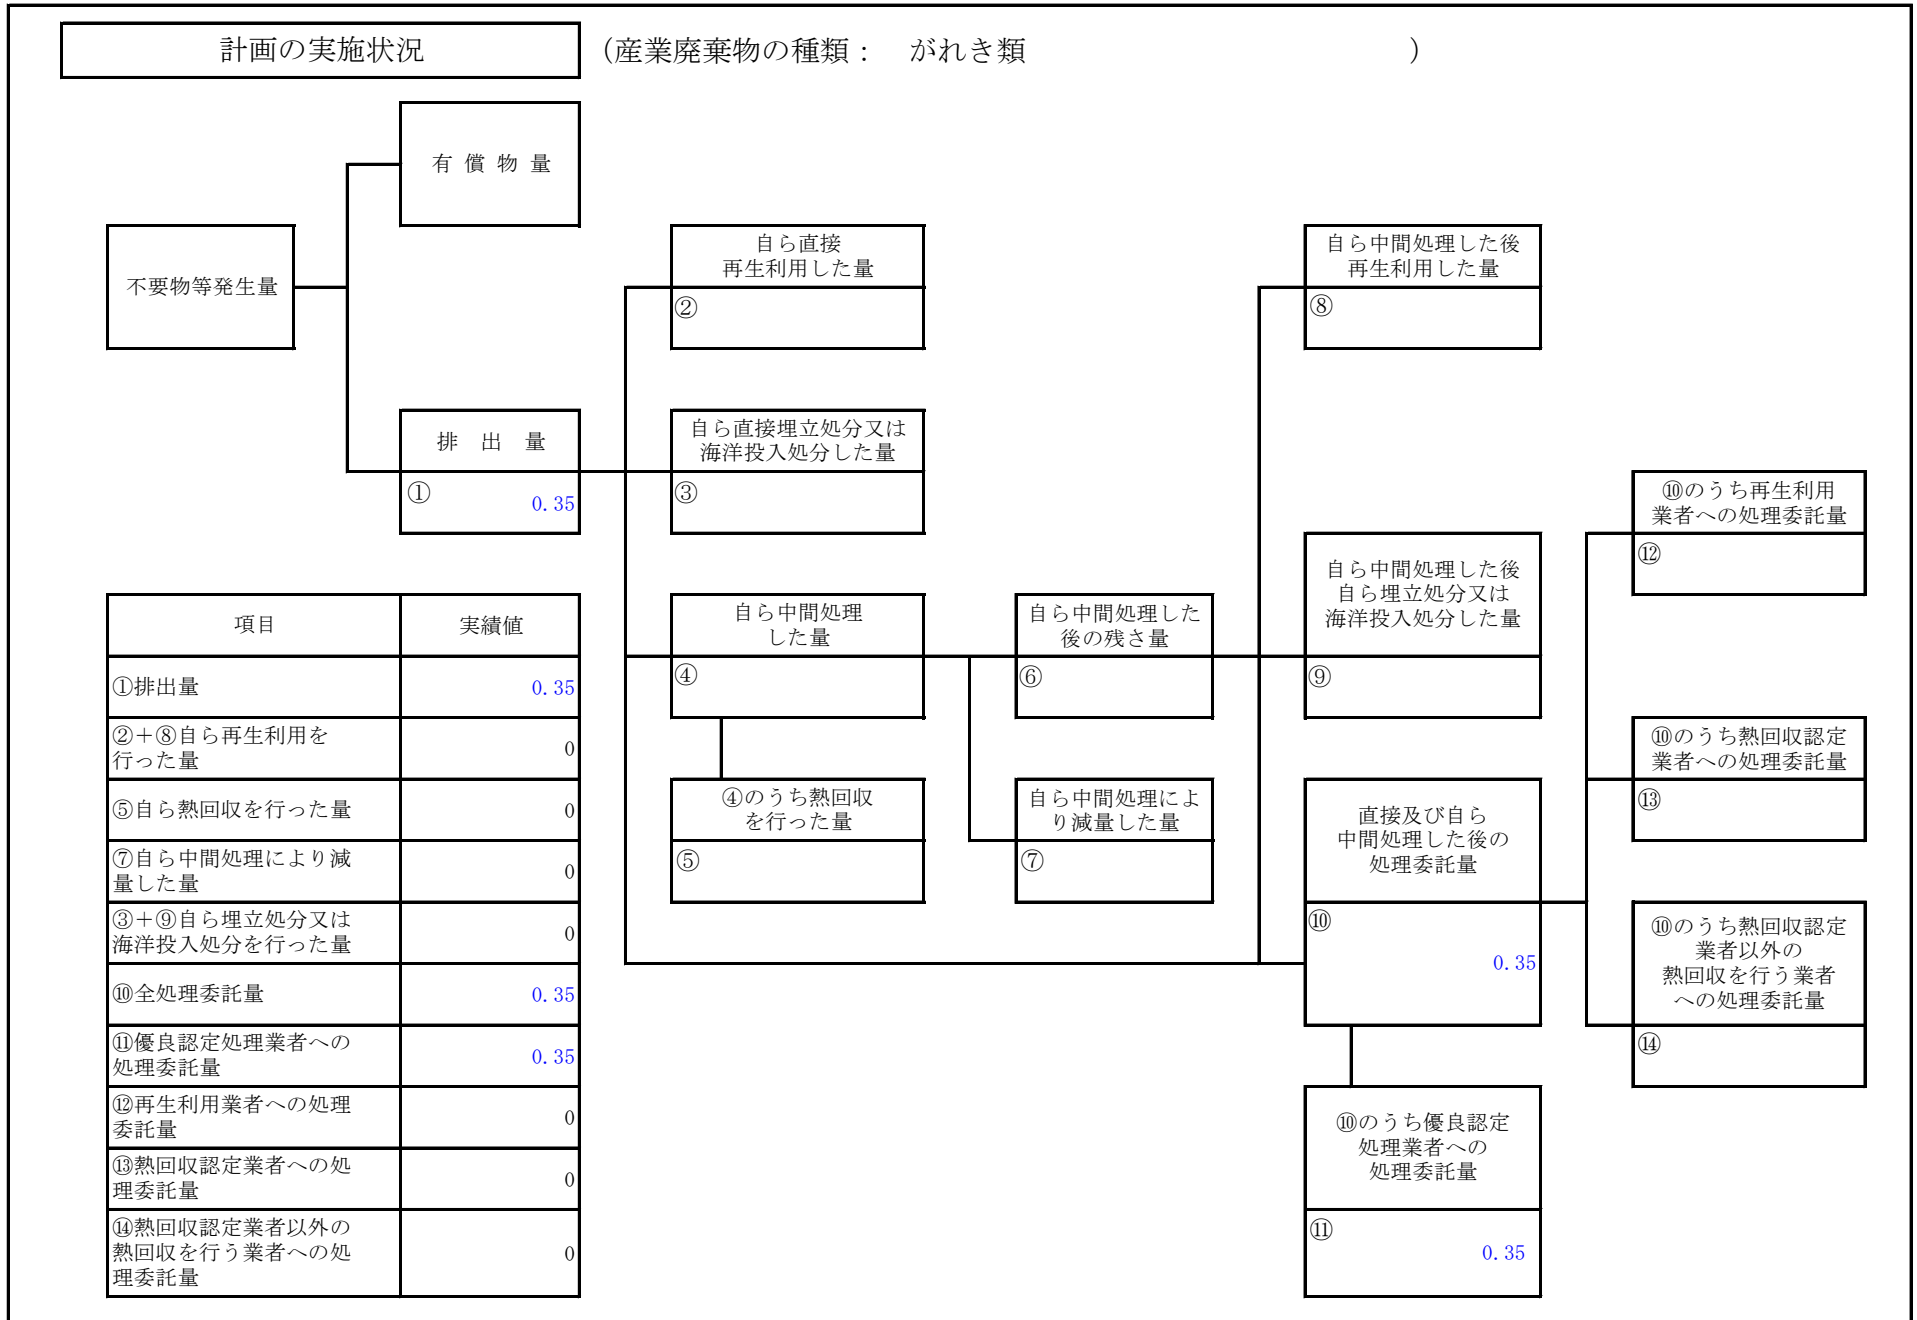 計画の実施状況 (産業廃棄物の種類： がれき類 )
有 償 物 量
不要物等発生量
自ら直接
再生利用した量
②
自ら中間処理した後
再生利用した量
⑧
排 出 量
① 0.35
自ら直接埋立処分又は
海洋投入処分した量
③
⑩のうち再生利用
業者への処理委託量
⑫
自ら中間処理した後
自ら埋立処分又は
海洋投入処分した量
⑨
自ら中間処理
した量
④
自ら中間処理した
後の残さ量
⑥
④のうち熱回収
を行った量
⑤
自ら中間処理によ
り減量した量
⑦
⑩のうち熱回収認定
業者への処理委託量
⑬
直接及び自ら
中間処理した後の
処理委託量
⑩
0.35
⑩のうち熱回収認定
業者以外の
熱回収を行う業者
への処理委託量
⑭
⑩のうち優良認定
処理業者への
処理委託量
⑪
0.35
項目 実績値
①排出量 0.35
②＋⑧自ら再生利用を
行った量 0
⑤自ら熱回収を行った量 0
⑦自ら中間処理により減
量した量 0
③＋⑨自ら埋立処分又は
海洋投入処分を行った量 0
⑩全処理委託量 0.35
⑪優良認定処理業者への
処理委託量 0.35
⑫再生利用業者への処理
委託量 0
⑬熱回収認定業者への処
理委託量 0
⑭熱回収認定業者以外の
熱回収を行う業者への処
理委託量 0